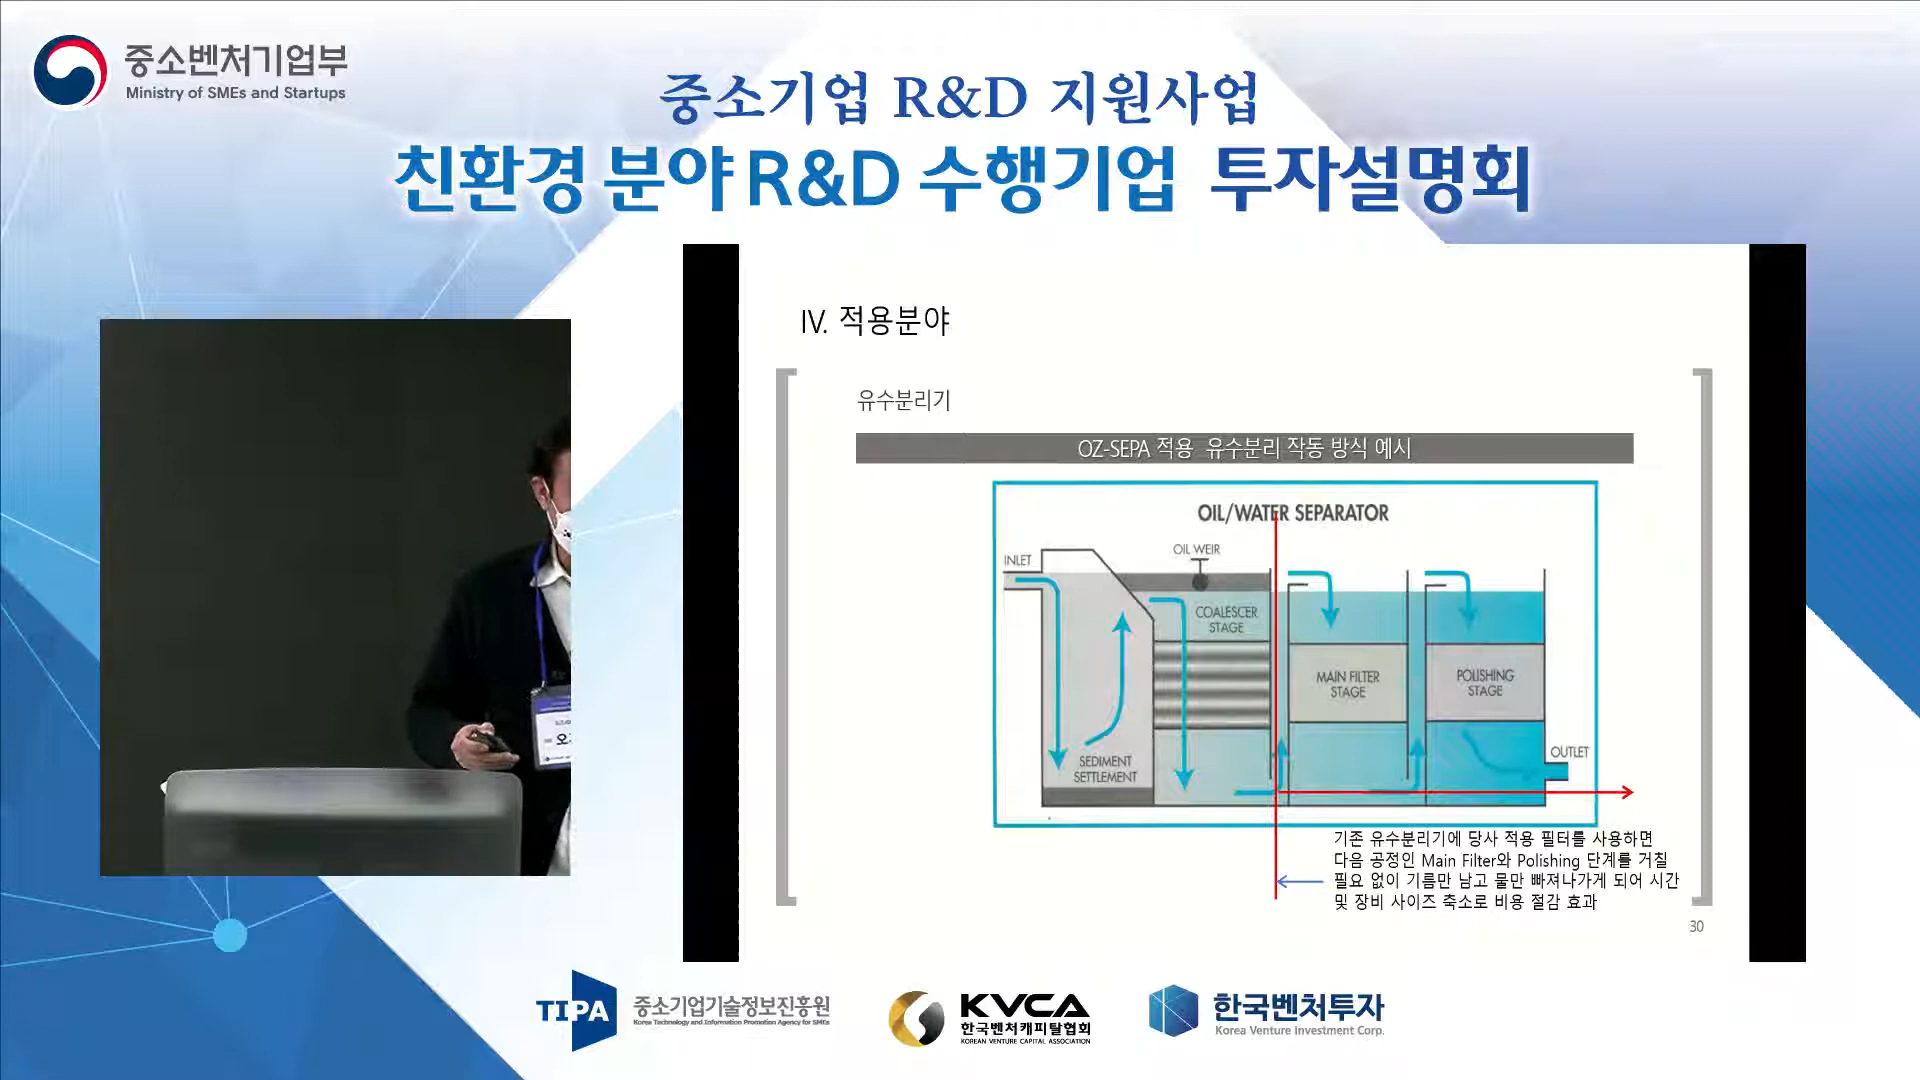 중소벤처기업부
Ministry of SMEs and Startups
중소기업 R&D 지원사업
친환경 분야 R&D 수행기업 투자설명회
IV. 적용분야
유수분리기
OZ-SEPA 적용 유수분리 작동 방식 예시
OIL/WATER SEPARATOR
INLET
OIL WEIR
COALESCER
STAGE
MAIN FILTER
STAGE
POLISHING
STAGE
SEDIMENT
SETTLEMENT
OUTLET
기존 유수분리기에 당사 적용 필터를 사용하면
다음 공정인 Main Filter와 Polishing 단계를 거칠
필요 없이 기름만 남고 물만 빠져나가게 되어 시간
및 장비 사이즈 축소로 비용 절감 효과
30
TIPA 중소기업기술정보진흥원
Korea Technology and Information Promotion Agency for SMEs
KVCA
한국벤처캐피탈협회
KOREAN VENTURE CAPITAL ASSOCIATION
한국벤처투자
Korea Venture Investment Corp.